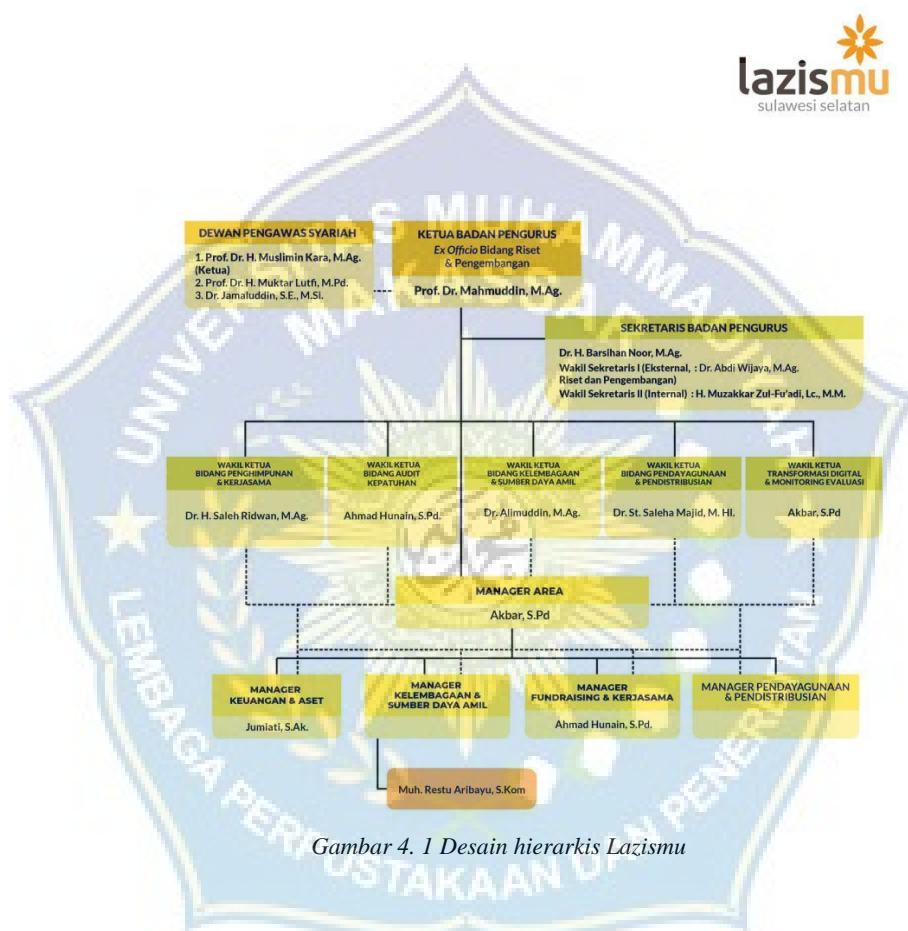 lazismu
sulawesi selatan
UNIVERSITAS MUHAMMADIYAH
MAKASSAR
DEWAN PENGAWAS SYARIAH
1. Prof. Dr. H. Muslimin Kara, M.Ag.
(Ketua)
2. Prof. Dr. H. Muktar Lutfi, M.Pd.
3. Dr. Jamaluddin, S.E., M.Si.
KETUA BADAN PENGURUS
Ex Officio Bidang Riset
& Pengembangan
Prof. Dr. Mahmuddin, M.Ag.
SEKRETARIS BADAN PENGURUS
Dr. H. Barsihan Noor, M.Ag.
Wakil Sekretaris I (Eksternal, : Dr. Abdi Wijaya, M.Ag.
Riset dan Pengembangan)
Wakil Sekretaris II (Internal) : H. Muzakkar Zul-Fu'adi, Lc., M.M.
WAKIL KETUA
BIDANG PENGHIMPUNAN
& KERJASAMA
Dr. H. Saleh Ridwan, M.Ag.
WAKIL KETUA
BIDANG AUDIT
KEPATUHAN
Ahmad Hunain, S.Pd.
WAKIL KETUA
BIDANG KELEMBAGAAN
& SUMBER DAYA AMIL
Dr. Alimuddin, M.Ag.
WAKIL KETUA
BIDANG PENDAYAGUNAAN
& PENDISTRIBUSIAN
Dr. St. Saleha Majid, M. HI.
WAKIL KETUA
TRANSFORMASI DIGITAL
& MONITORING EVALUASI
Akbar, S.Pd
MANAGER AREA
Akbar, S.Pd
MANAGER
KEUANGAN & ASET
Jumiati, S.Ak.
MANAGER
KELEMBAGAAN &
SUMBER DAYA AMIL
MANAGER
FUNDRAISING & KERJASAMA
Ahmad Hunain, S.Pd.
MANAGER PENDAYAGUNAAN
& PENDISTRIBUSIAN
Muh. Restu Aribayu, S.Kom
LEMBAGA PERPUSTAKAAN DAN PENERBITAN
Gambar 4. 1 Desain hierarkis Lazismu